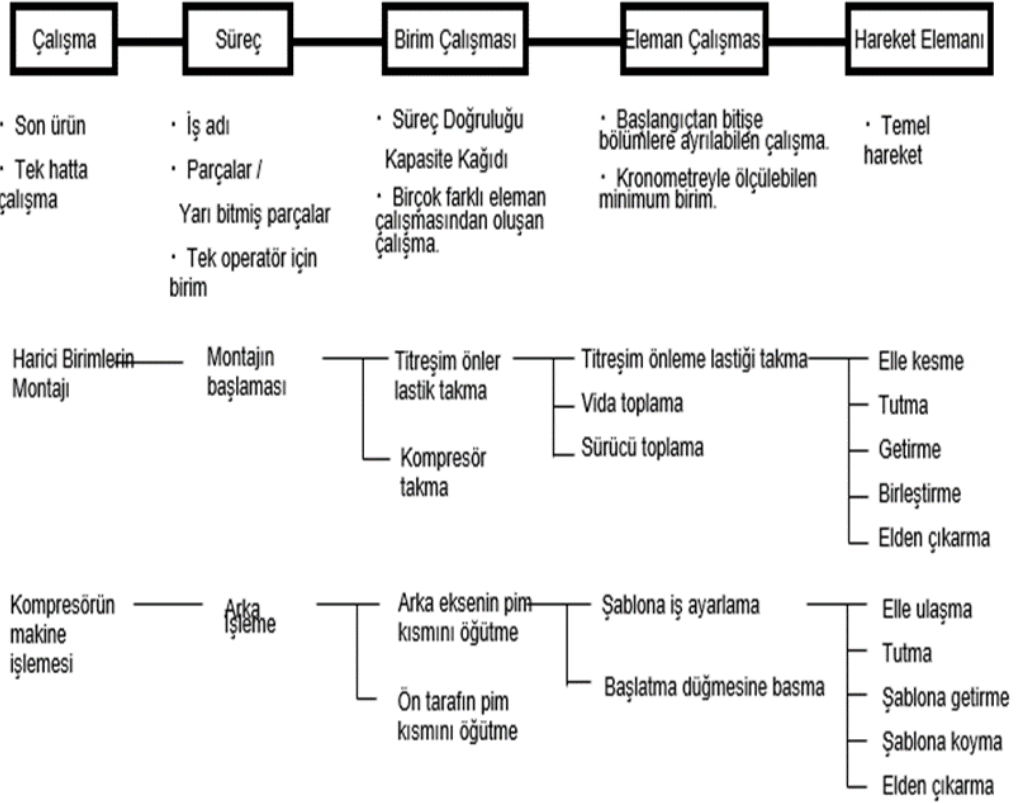 Çalışma
Süreç
Birim Çalışması
Eleman Çalışmas
Hareket Elemanı
· Son ürün
· Tek hatta
çalışma
· İş adı
· Parçalar /
Yarı bitmiş parçalar
· Tek operatör için
birim
· Süreç Doğruluğu
Kapasite Kağıdı
· Birçok farklı eleman
çalışmasından oluşan
çalışma.
· Başlangıçtan bitişe
bölümlere ayrılabilen çalışma.
· Kronometreyle ölçülebilen
minimum birim.
· Temel
hareket
Harici Birimlerin
Montajı
Montajın
başlaması
Titreşim önler
lastik takma
Kompresör
takma
Titreşim önleme lastiği takma
Vida toplama
Sürücü toplama
Elle kesme
Tutma
Getirme
Birleştirme
Elden çıkarma
Kompresörün
makine
işlemesi
Arka
İşleme
Arka eksenin pim
kısmını öğütme
Ön tarafın pim
kısmını öğütme
Şablona iş ayarlama
Başlatma düğmesine basma
Elle ulaşma
Tutma
Şablona getirme
Şablona koyma
Elden çıkarma